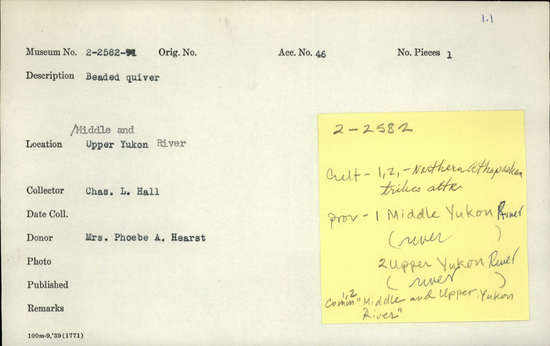 1.1
Museum No. 2-2582 Orig. No. Acc. No. 46 No. Pieces 1
Description Beaded quiver
/Middle and
Location Upper Yukon River
Collector Chas. L. Hall
Date Coll.
Donor Mrs. Phoebe A. Hearst
Photo
Published
Remarks
100m-9,'39(1771)
2-2582
Cult - 1,2,- Northern Athapaskan
tribes attr
prov - 1 Middle Yukon River
(river )
2 Upper Yukon River
( river )
1,2
Comm "Middle and Upper Yukon
River"